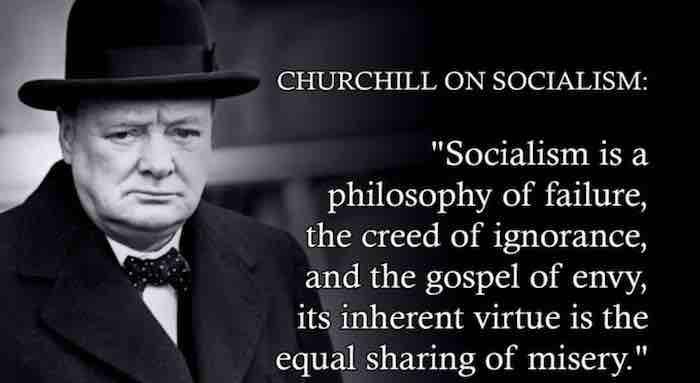 CHURCHILL ON SOCIALISM:
"Socialism is a
philosophy of failure,
the creed of ignorance,
and the gospel of envy,
its inherent virtue is the
equal sharing of misery."